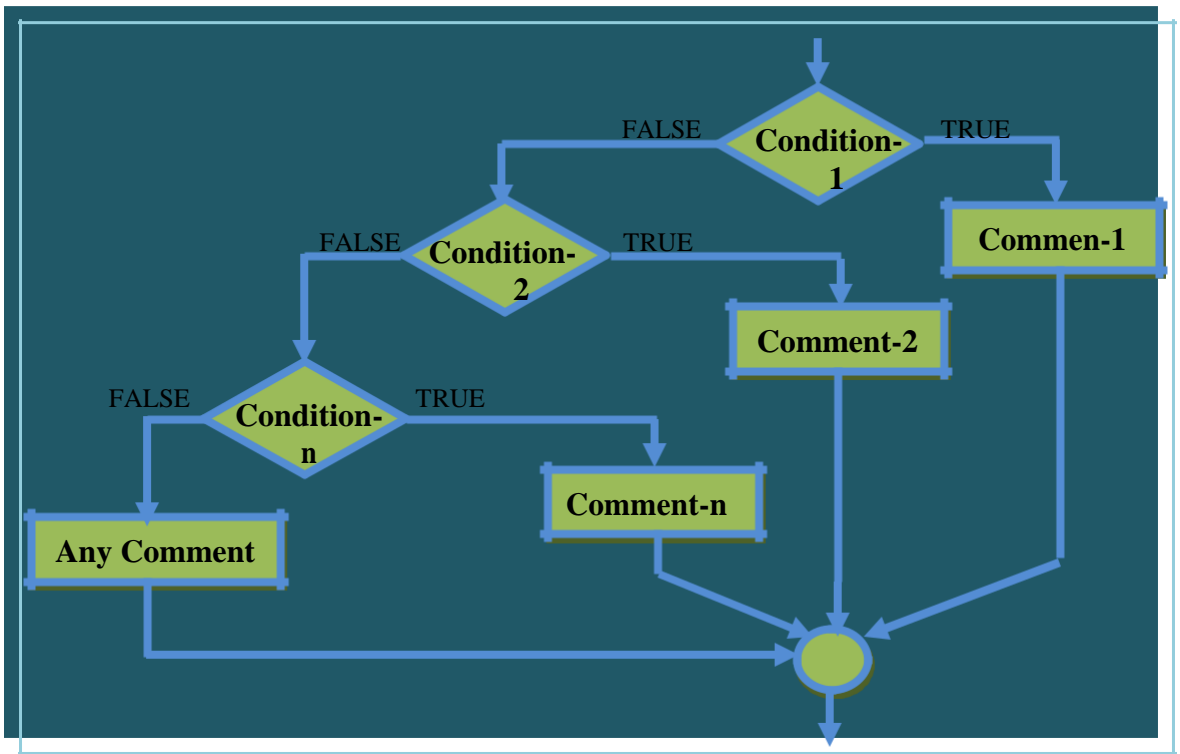 FALSE
TRUE
Condition-
1
Commen-1
FALSE
TRUE
Condition-
2
Comment-2
FALSE
TRUE
Condition-
n
Comment-n
Any Comment